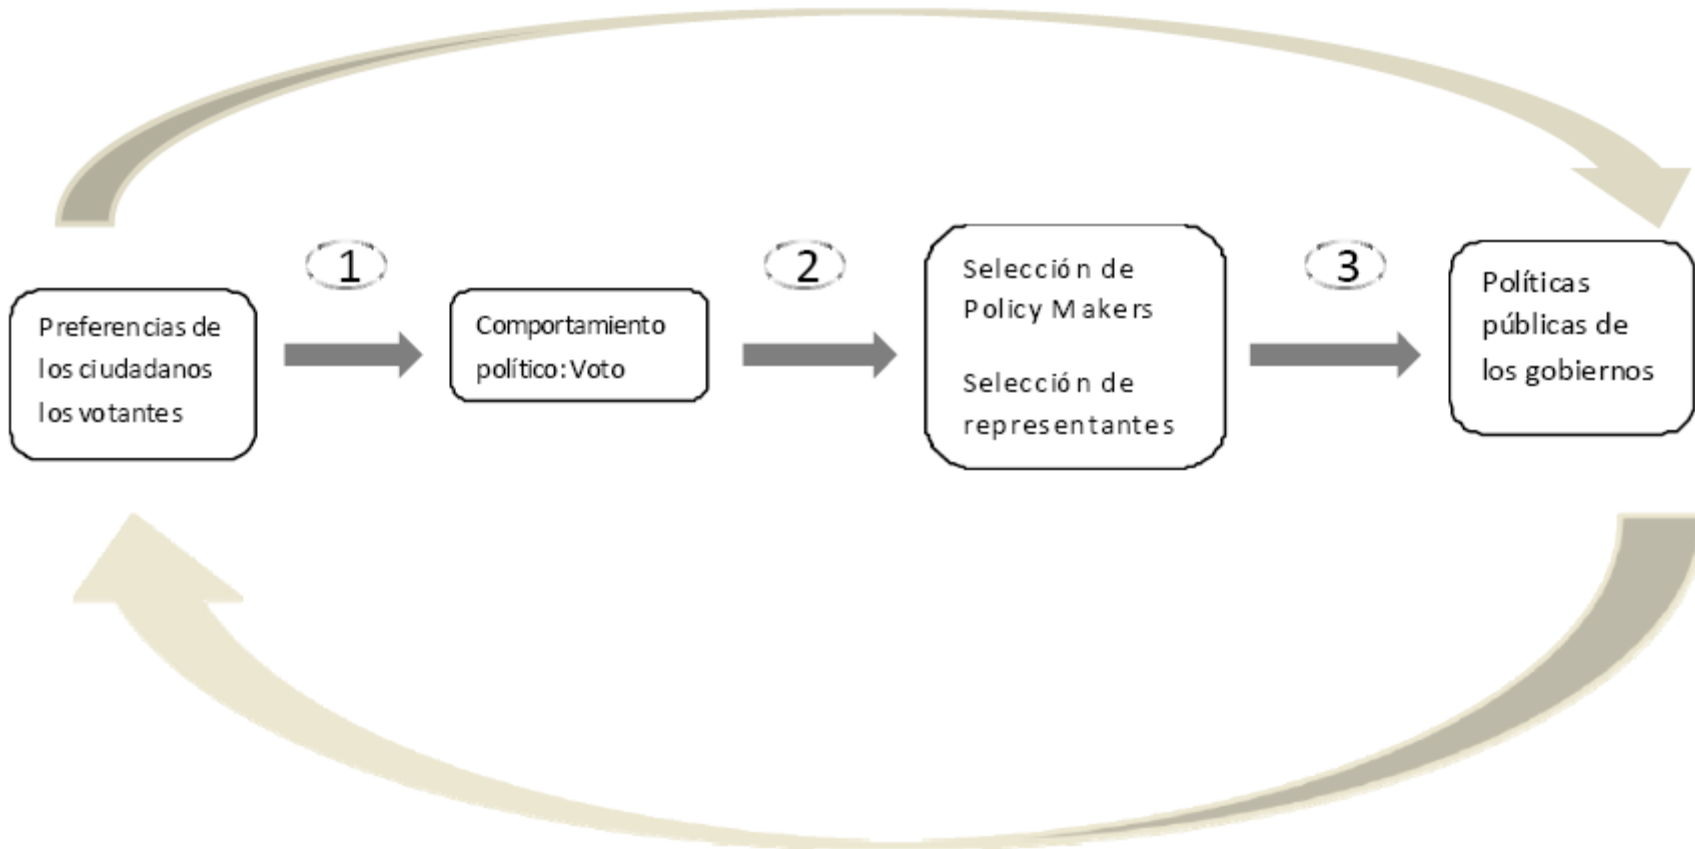 1
2
3
Preferencias de
los ciudadanos
los votantes
Comportamiento
político: Voto
Selección de
Policy Makers
Selección de
representantes
Políticas
públicas de
los gobiernos